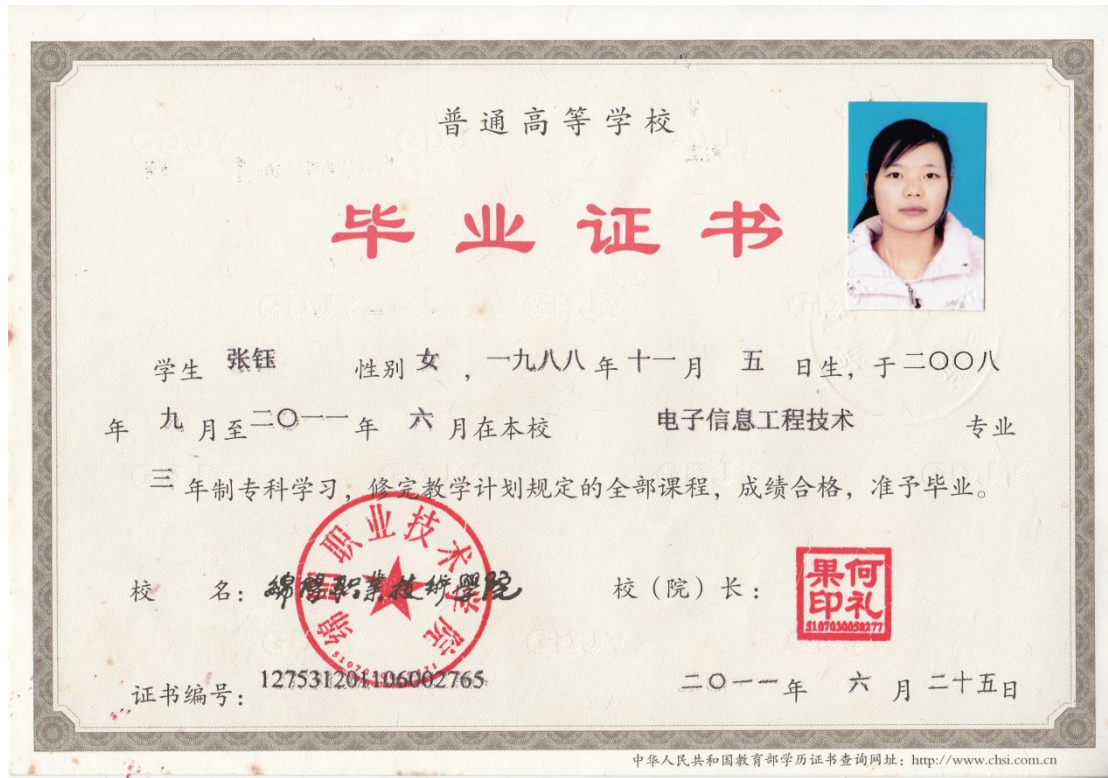 普通高等学校
毕业证书
学生 张钰 性别 女 , 一九八八 年 十一 月 五 日生, 于 二〇〇八
年 九 月至 二〇一一 年 六 月在本校 电子信息工程技术 专业
三 年制专科学习, 修完教学计划规定的全部课程, 成绩合格, 准予毕业。
校 名: 绵阳职业技术学院
校（院）长:
何礼果印
5107030050277
证书编号: 127531201106002765
二〇一一 年 六 月 二十五日
中华人民共和国教育部学历证书查询网址: http://www.chsi.com.cn